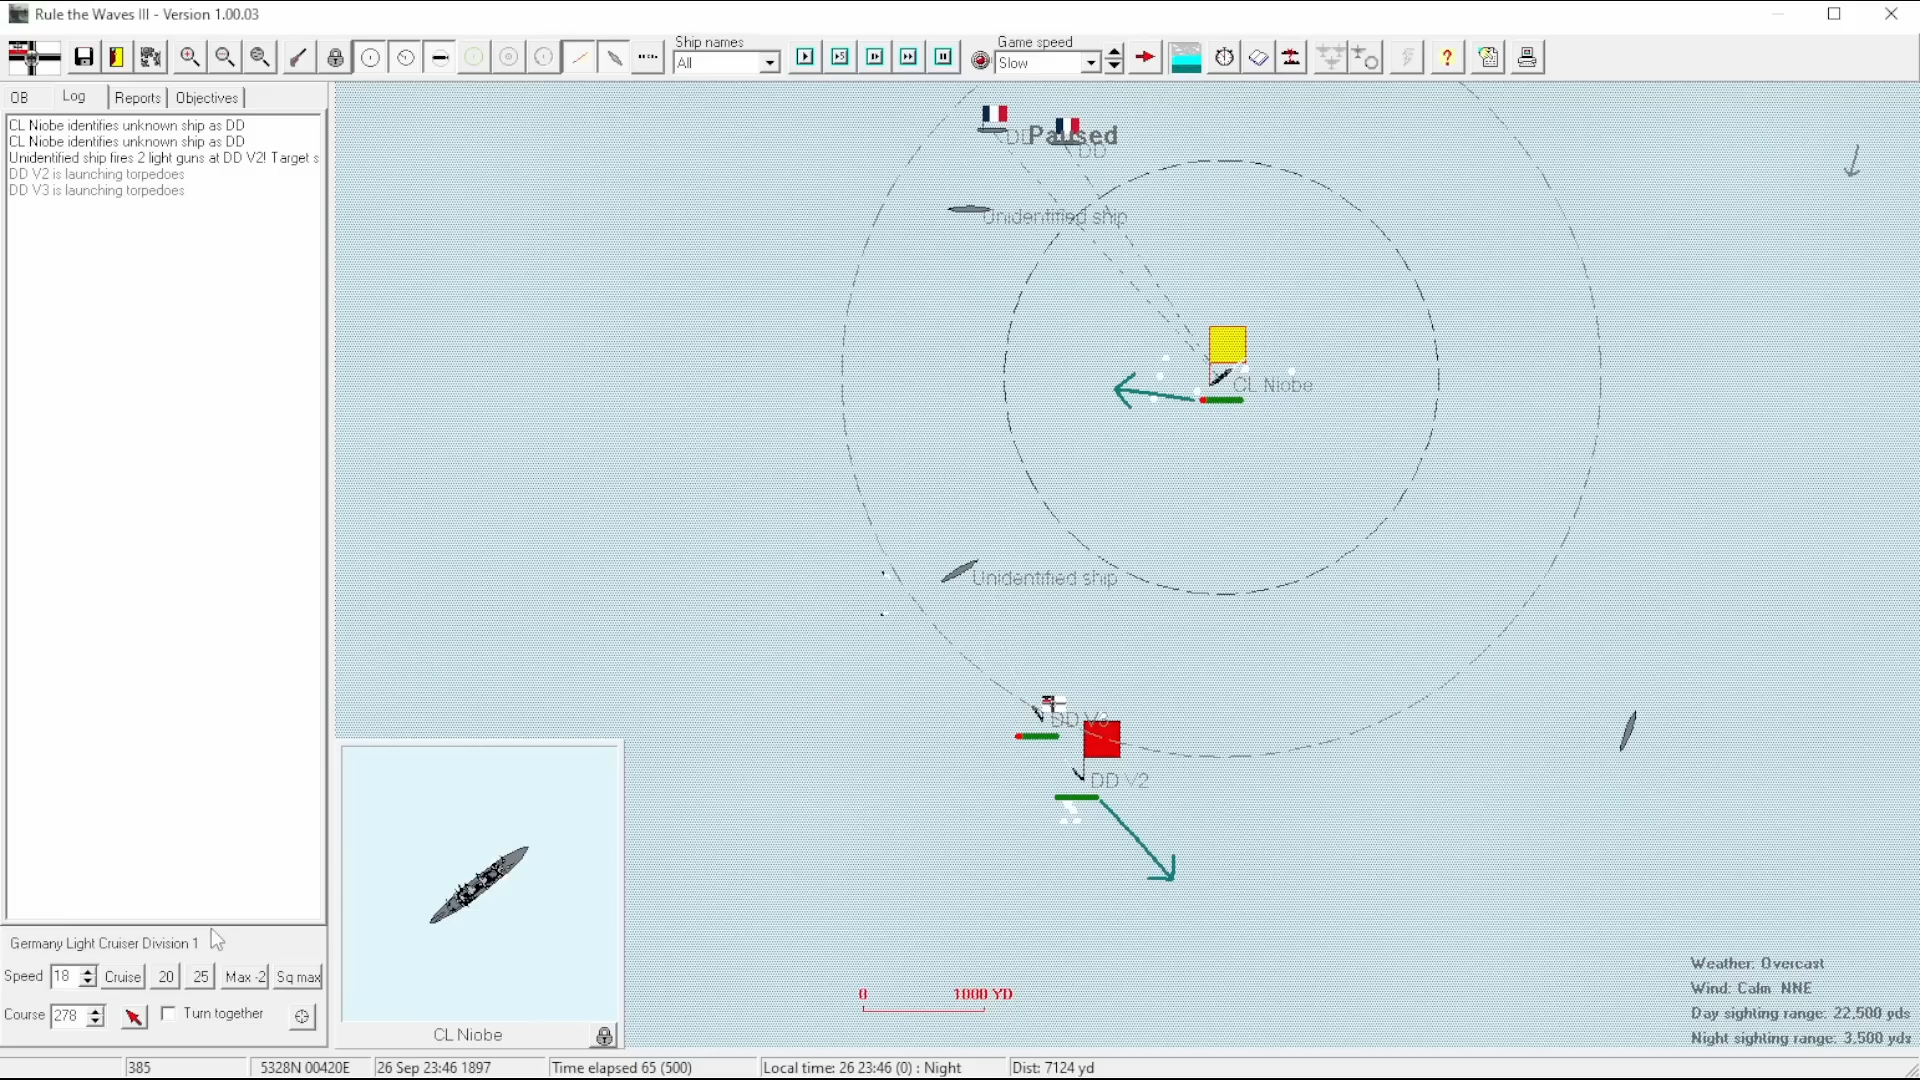 Rule the Waves III - Version 1.00.03
Ship names
All
Game speed
Slow
OB
Log
Reports
Objectives
CL Niobe identifies unknown ship as DD
CL Niobe identifies unknown ship as DD
Unidentified ship fires 2 light guns at DD V2! Target s
DD V2 is launching torpedoes
DD V3 is launching torpedoes
DD
Paused
DD
Unidentified ship
CL Niobe
Unidentified ship
DD V3
DD V2
0 1000 YD
Weather: Overcast
Wind: Calm NNE
Day sighting range: 22,500 yds
Night sighting range: 3,500 yds
Germany Light Cruiser Division 1
Speed 18 Cruise 20 25 Max -2 Sq max
Course 278 Turn together
CL Niobe
385
5328N 00420E
26 Sep 23:46 1897
Time elapsed 65 (500)
Local time: 26 23:46 (0) : Night
Dist: 7124 yd